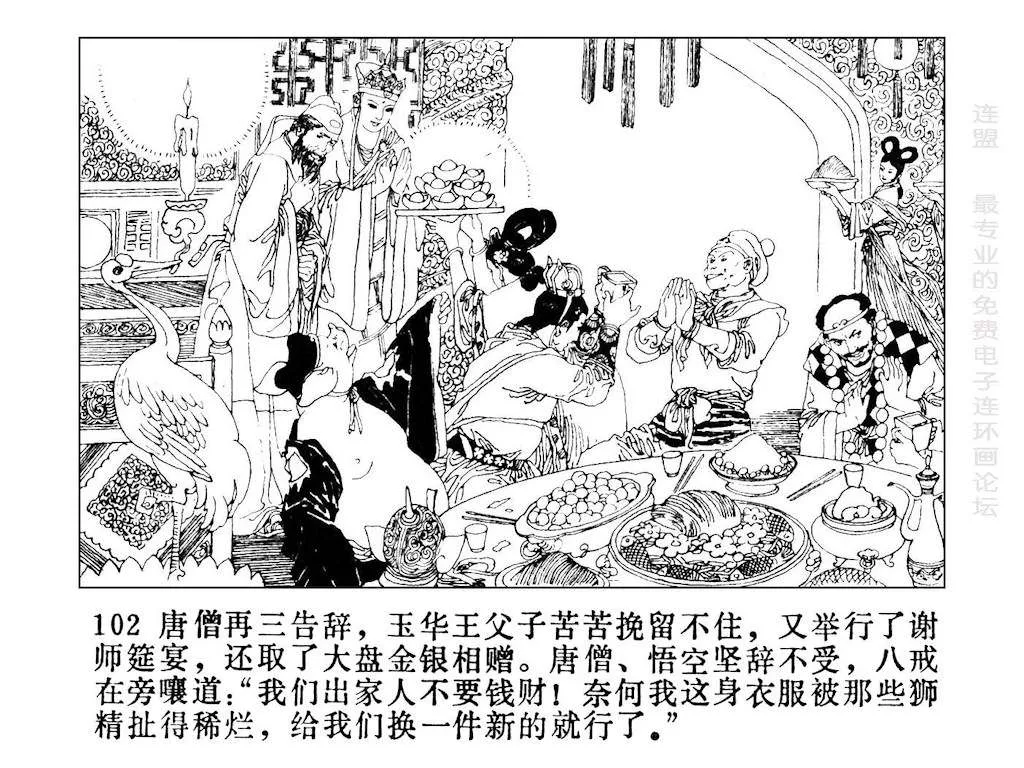 102 唐僧再三告辞，玉华王父子苦苦挽留不住，又举行了谢
师筵宴，还取了大盘金银相赠。唐僧、悟空坚辞不受，八戒
在旁嚷道：“我们出家人不要钱财！奈何我这身衣服被那些狮
精扯得稀烂，给我们换一件新的就行了。”
连盟 最专业的免费电子连环画论坛